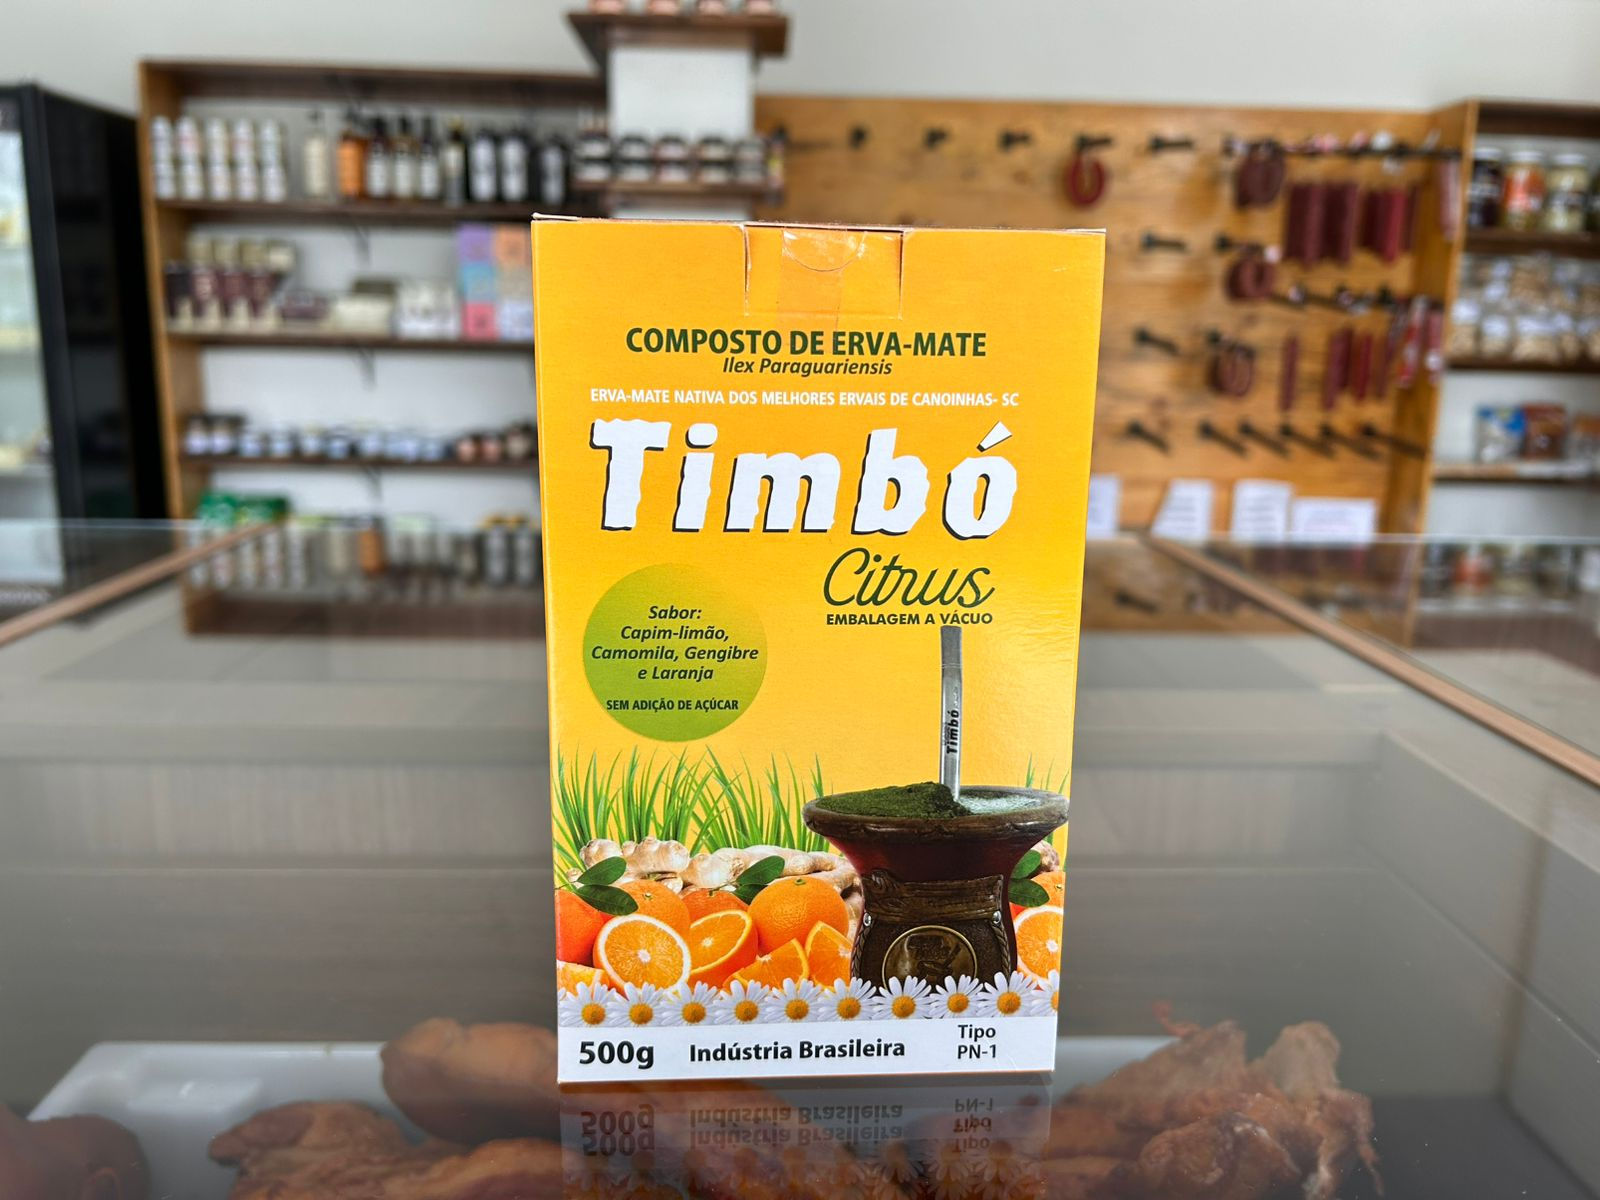 COMPOSTO DE ERVA-MATE
Ilex Paraguariensis
ERVA-MATE NATIVA DOS MELHORES ERVAIS DE CANOINHAS- SC
Timbó
Citrus
EMBALAGEM A VÁCUO
Sabor:
Capim-limão,
Camomila, Gengibre
e Laranja
SEM ADIÇÃO DE AÇÚCAR
Timbó
500g Indústria Brasileira
Tipo
PN-1